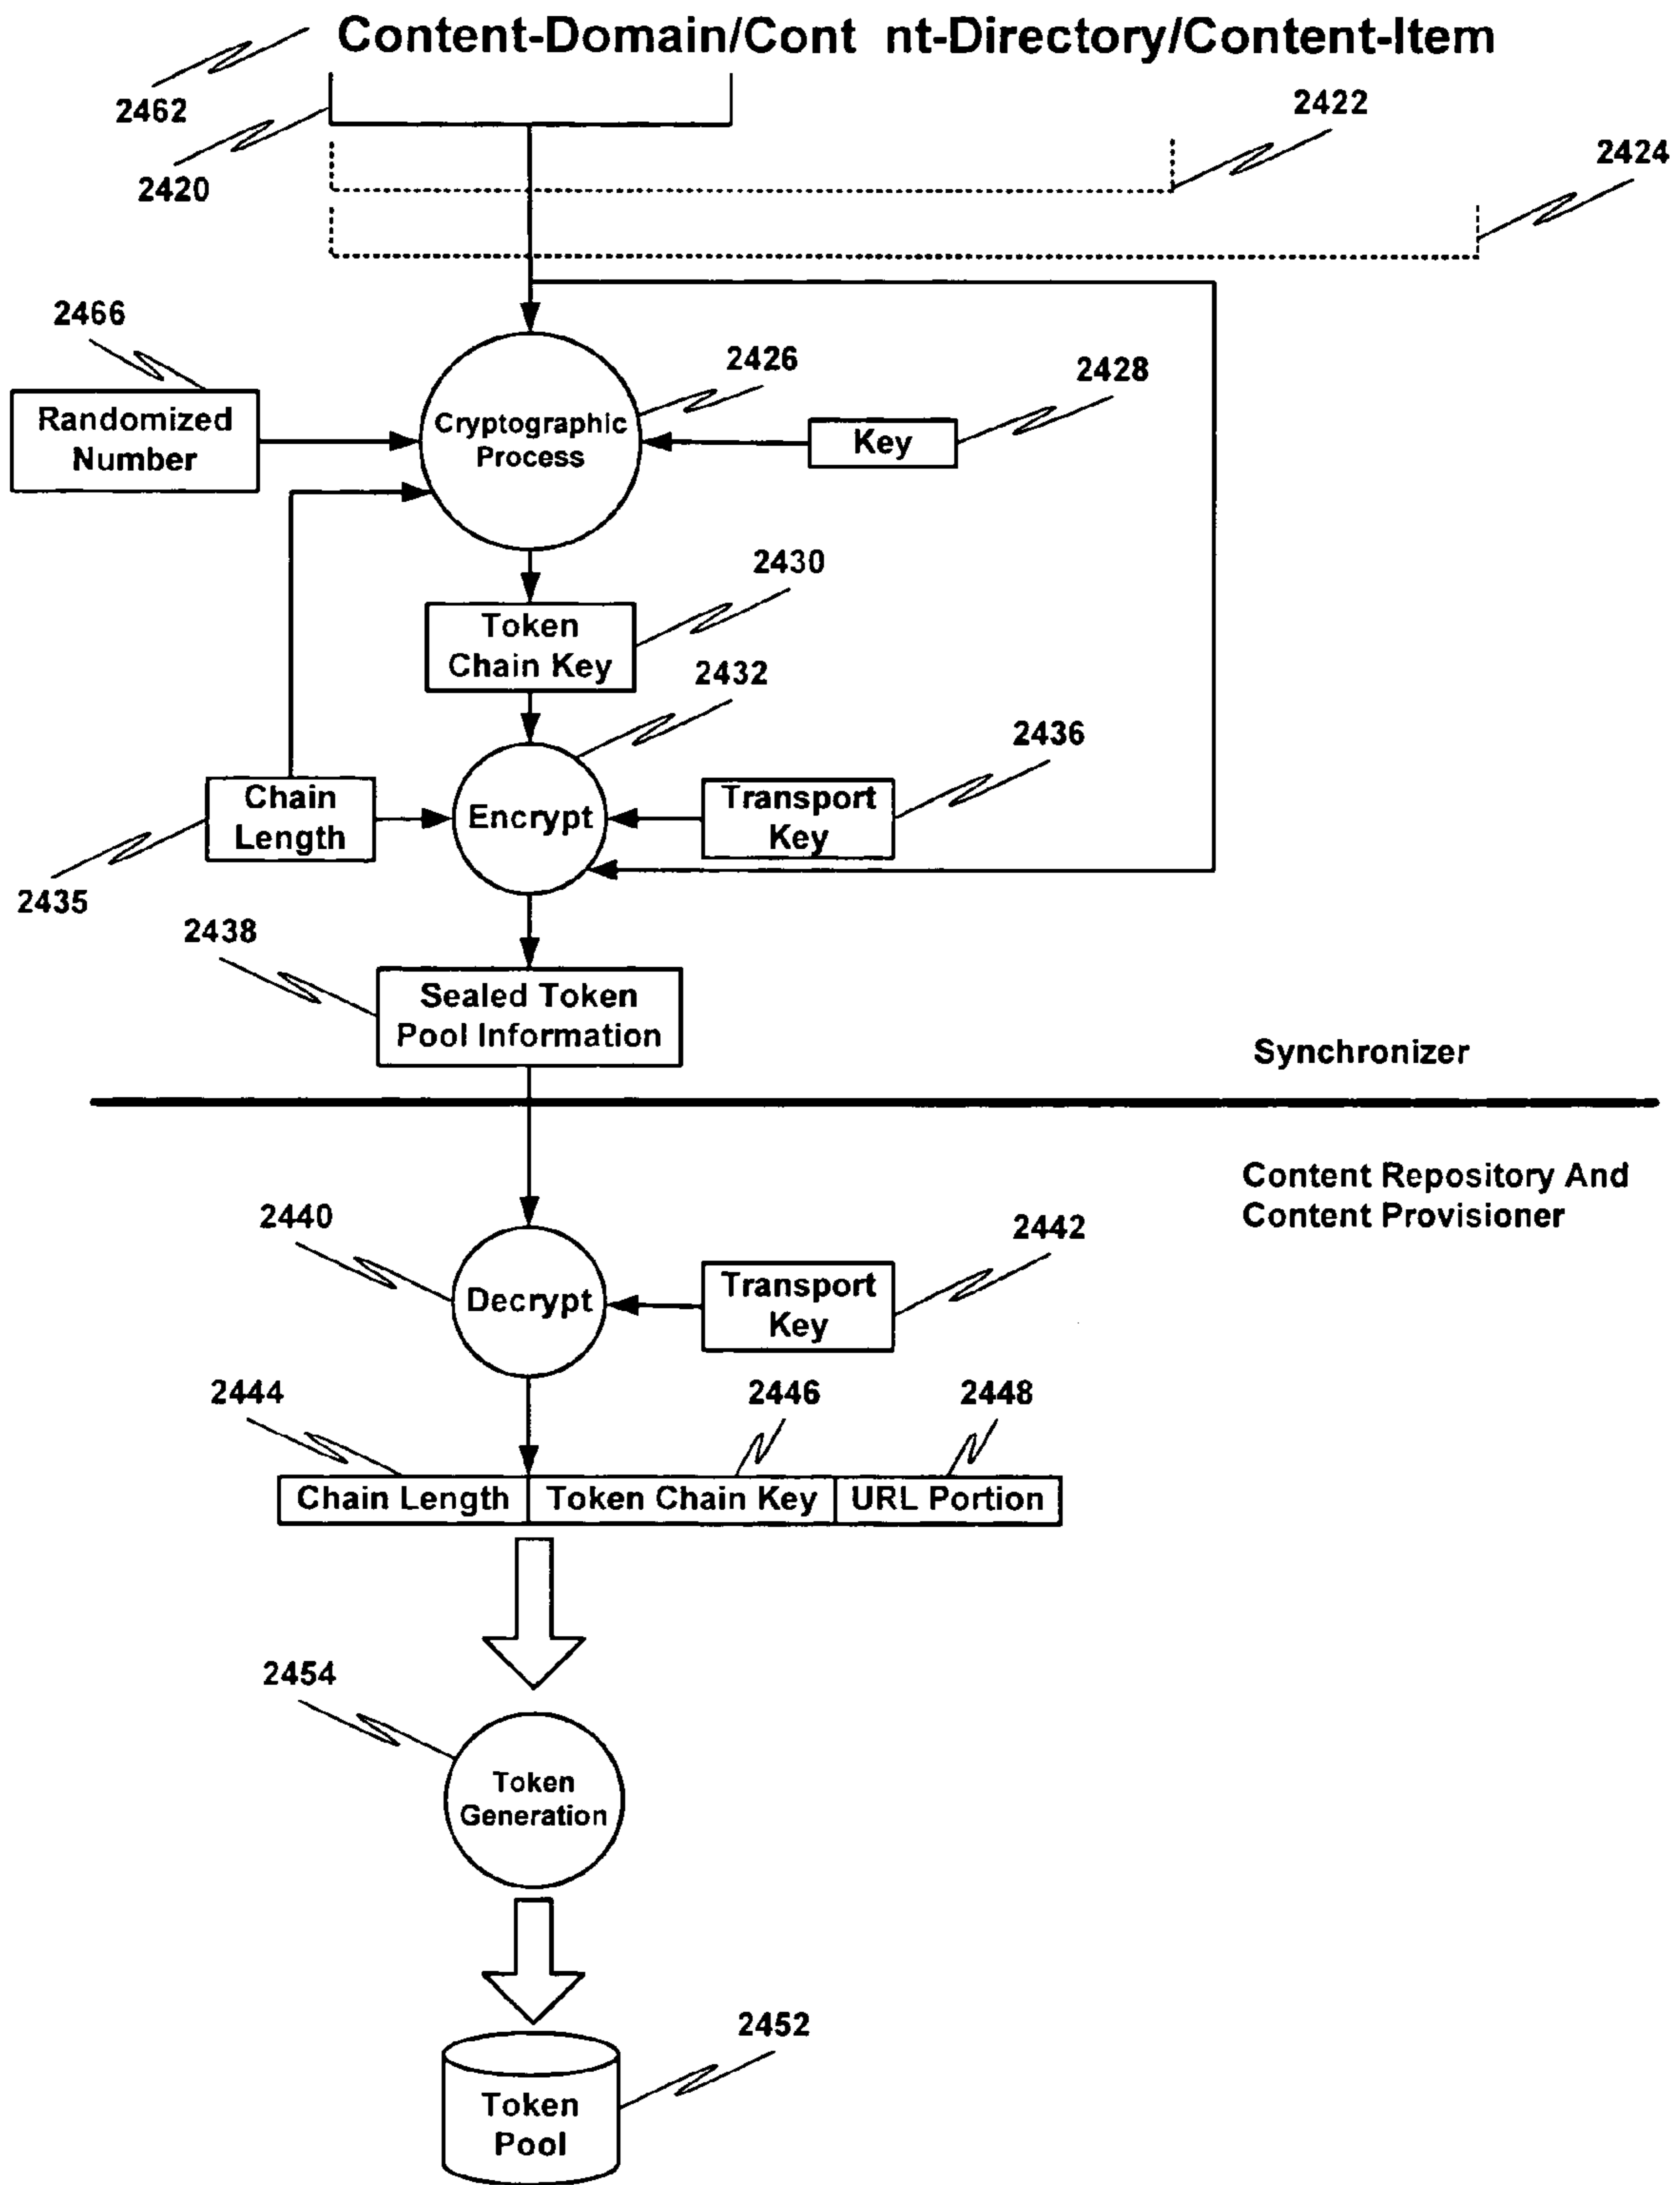 Content-Domain/Cont nt-Directory/Content-Item
2462
2422
2420
2424
2466
2426
2428
Randomized
Number
Cryptographic
Process
Key
2430
Token
Chain Key
2432
2436
Chain
Length
Encrypt
Transport
Key
2435
2438
Sealed Token
Pool Information
Synchronizer
Content Repository And
Content Provisioner
2440
2442
Decrypt
Transport
Key
2444
2446
2448
Chain Length
Token Chain Key
URL Portion
2454
Token
Generation
2452
Token
Pool